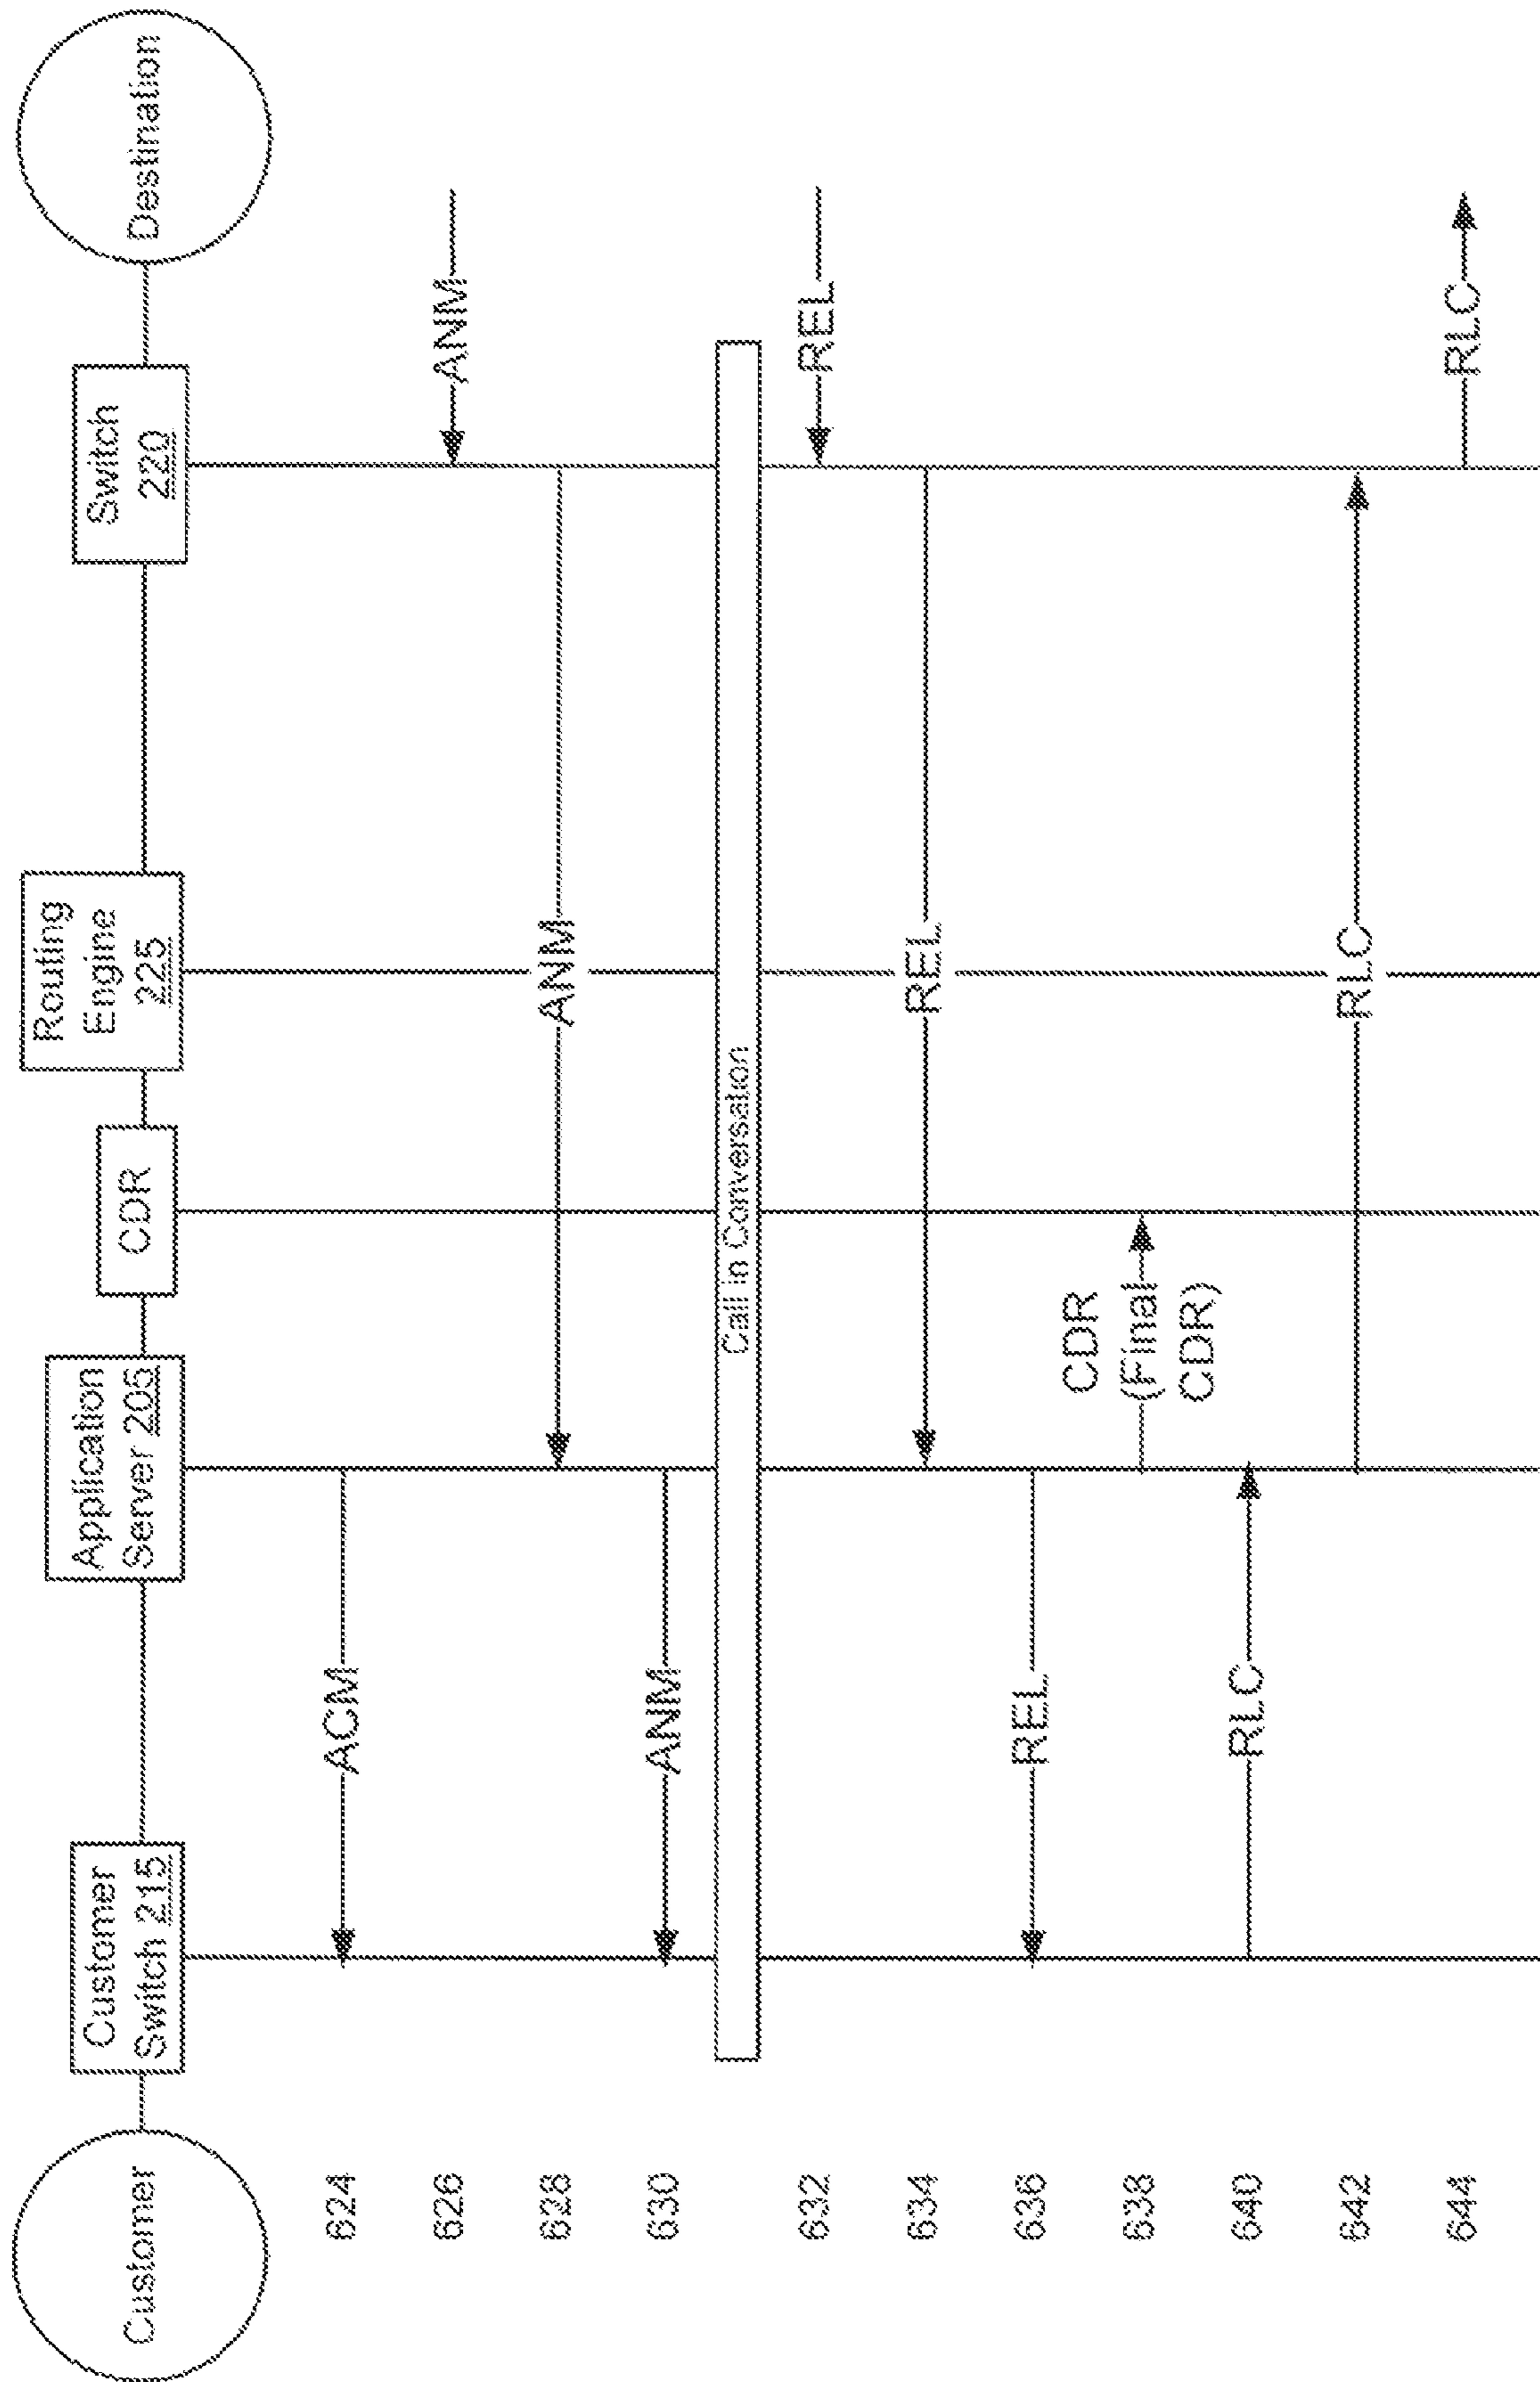 Customer
Customer
Switch 215
Application
Server 205
CDR
Routing
Engine
225
Switch
220
Destination
624
ACM
626
ANM
628
ANM
630
ANM
Call in Conversation
632
REL
634
REL
636
REL
638
CDR
(Final
CDR)
640
RLC
642
RLC
644
RLC